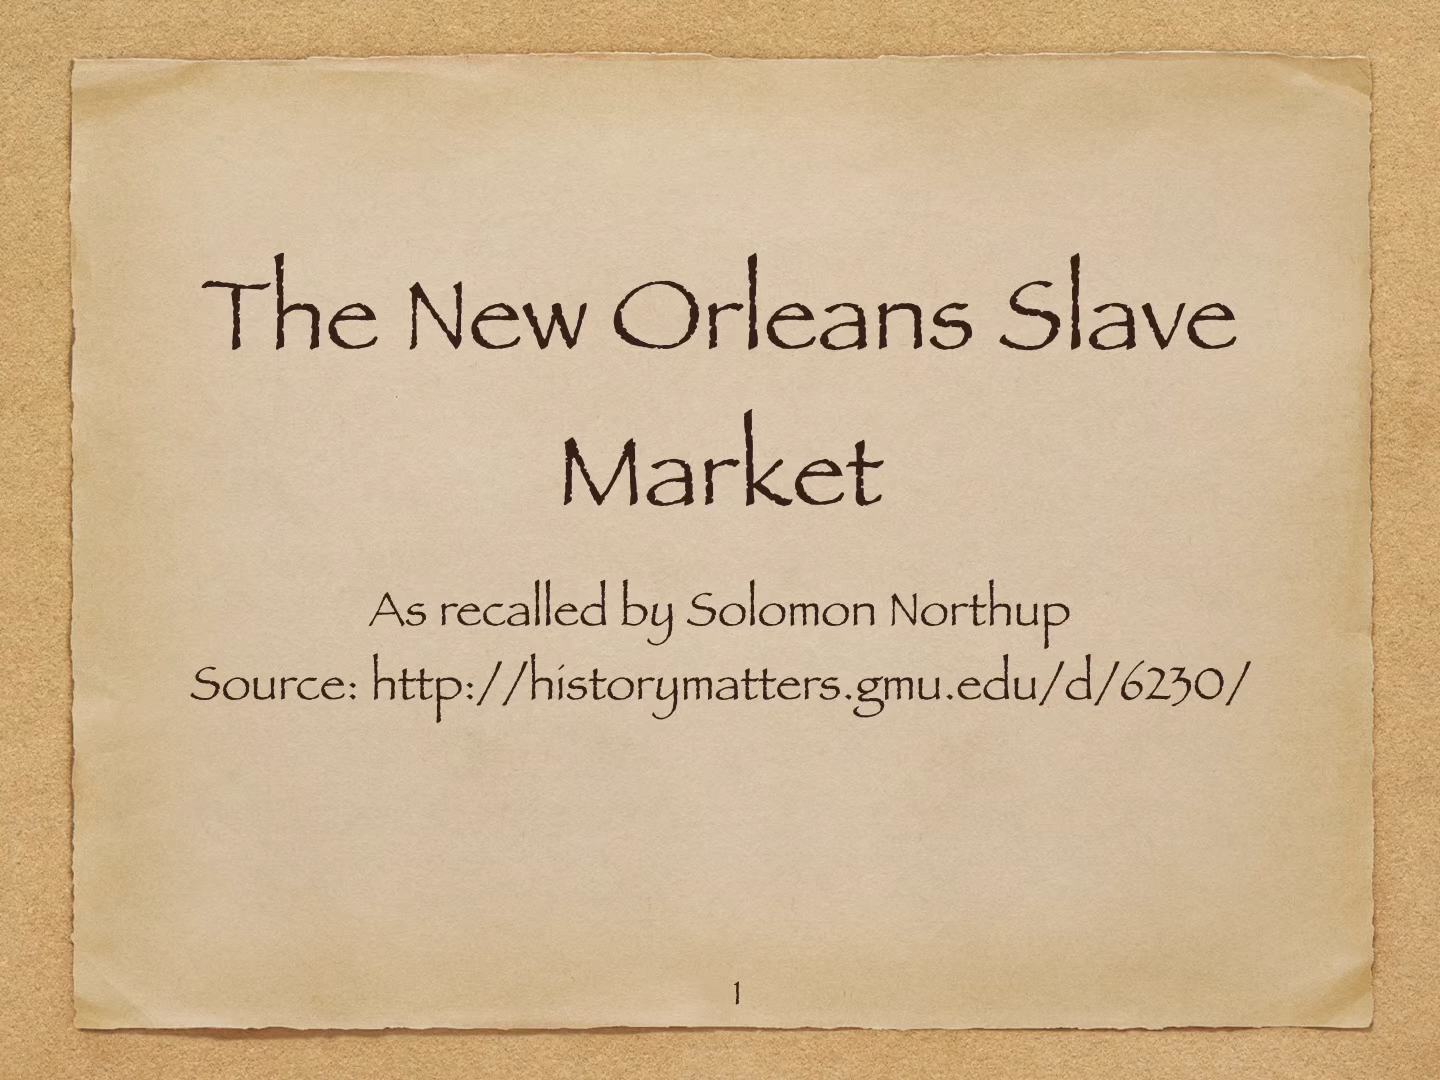 The New Orleans Slave
Market
As recalled by Solomon Northup
Source: http://historymatters.gmu.edu/d/6230/
1